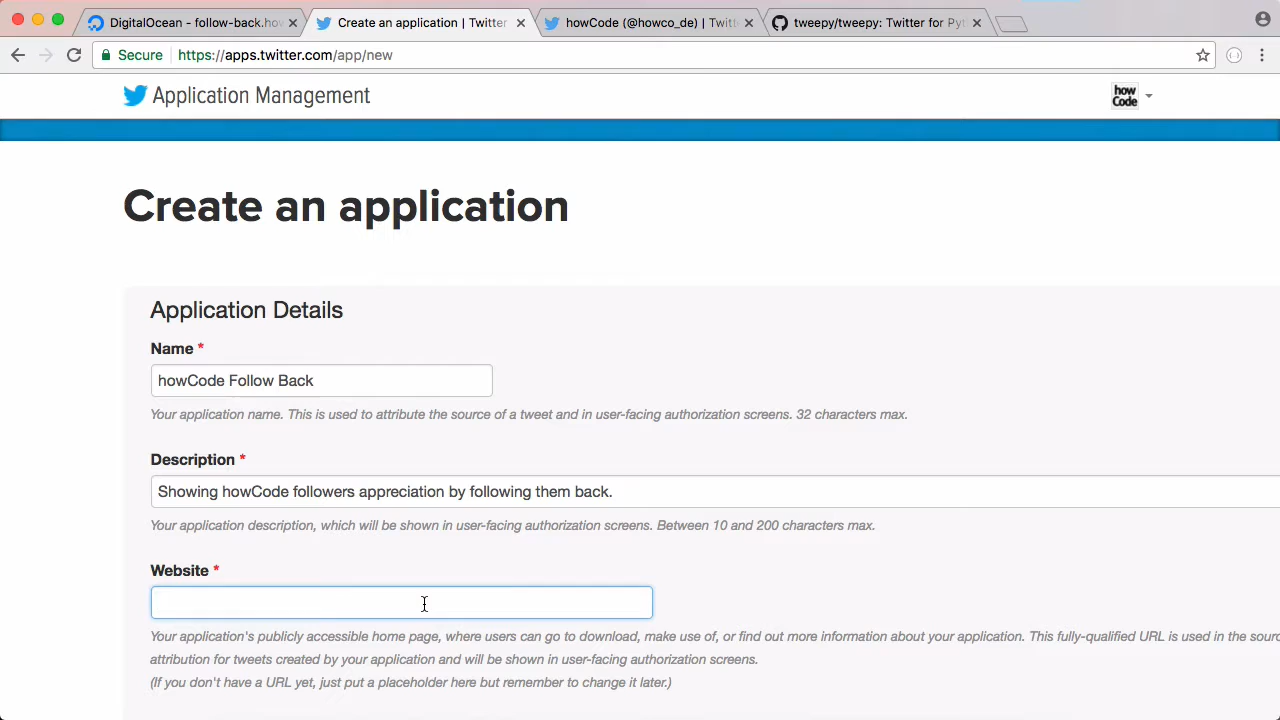 DigitalOcean - follow-back.how
Create an application | Twitter
howCode (@howco_de) | Twitt
tweepy/tweepy: Twitter for Pyt
Secure https://apps.twitter.com/app/new
Application Management
how
Code
Create an application
Application Details
Name *
howCode Follow Back
Your application name. This is used to attribute the source of a tweet and in user-facing authorization screens. 32 characters max.
Description *
Showing howCode followers appreciation by following them back.
Your application description, which will be shown in user-facing authorization screens. Between 10 and 200 characters max.
Website *
Your application's publicly accessible home page, where users can go to download, make use of, or find out more information about your application. This fully-qualified URL is used in the sourc
attribution for tweets created by your application and will be shown in user-facing authorization screens.
(If you don't have a URL yet, just put a placeholder here but remember to change it later.)